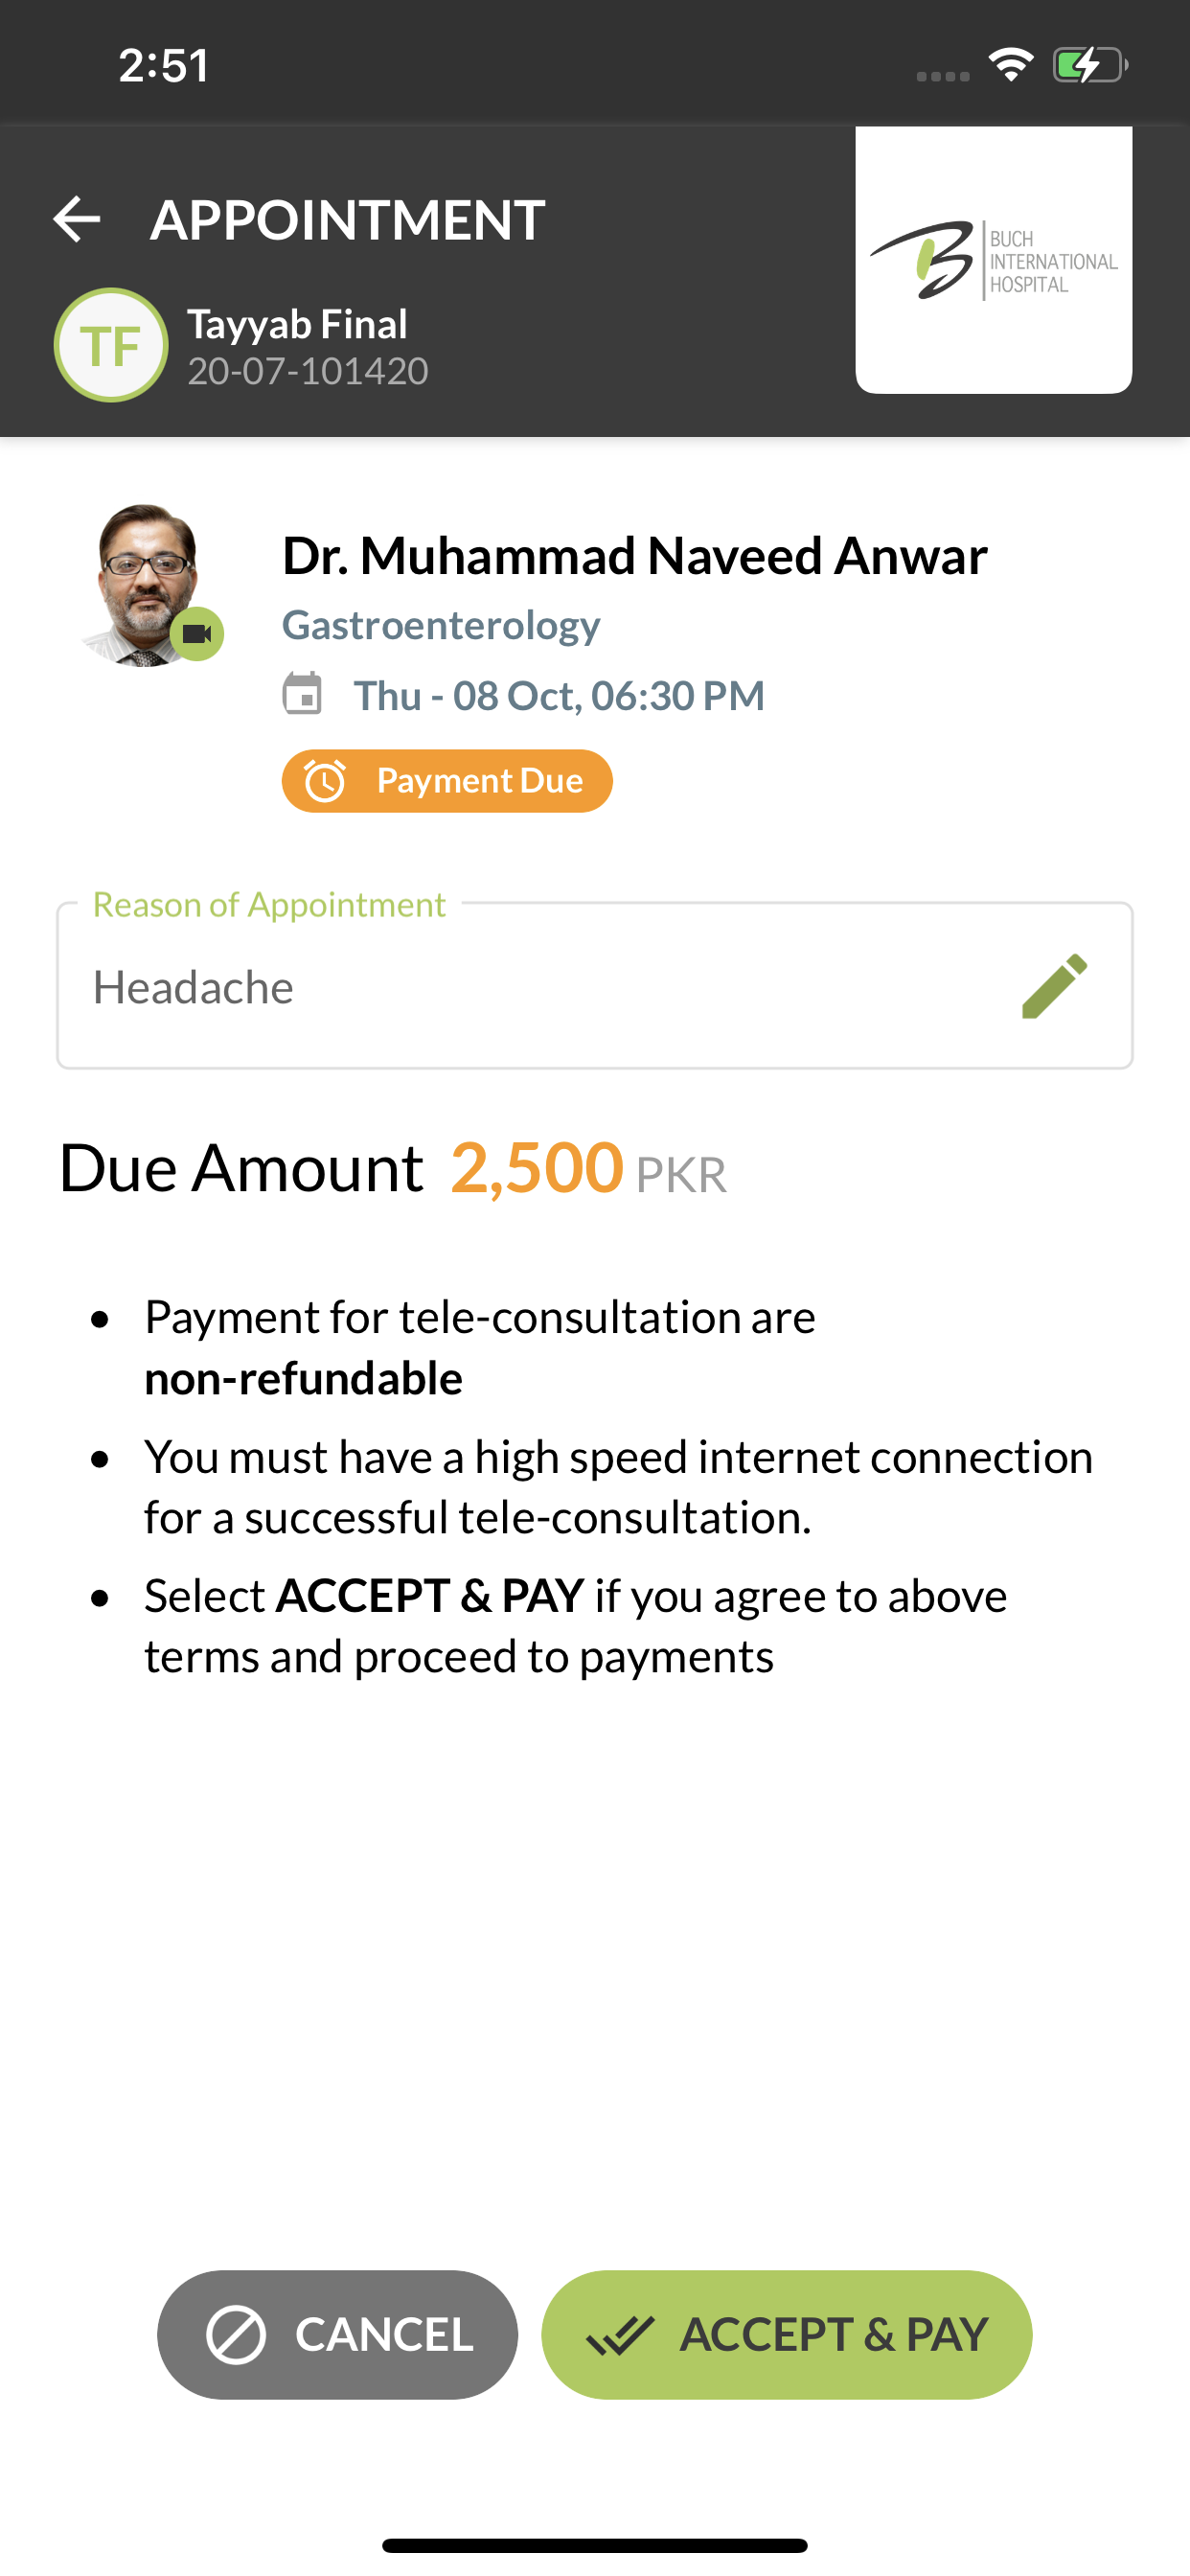 2:51
APPOINTMENT
BUCH
INTERNATIONAL
HOSPITAL
TF
Tayyab Final
20-07-101420
Dr. Muhammad Naveed Anwar
Gastroenterology
Thu - 08 Oct, 06:30 PM
Payment Due
Reason of Appointment
Headache
Due Amount 2,500 PKR
• Payment for tele-consultation are
non-refundable
• You must have a high speed internet connection
for a successful tele-consultation.
• Select ACCEPT & PAY if you agree to above
terms and proceed to payments
CANCEL
ACCEPT & PAY